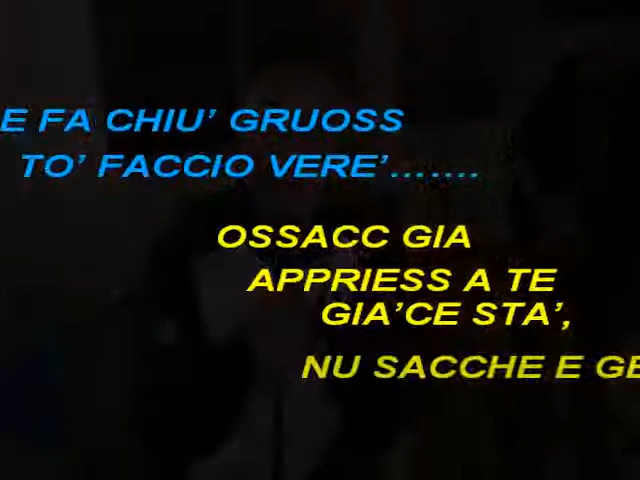 E FA CHIU' GRUOSS
TO' FACCIO VERE'.......
OSSACC GIA
APPRIESS A TE
GIA'CE STA',
NU SACCHE E GE